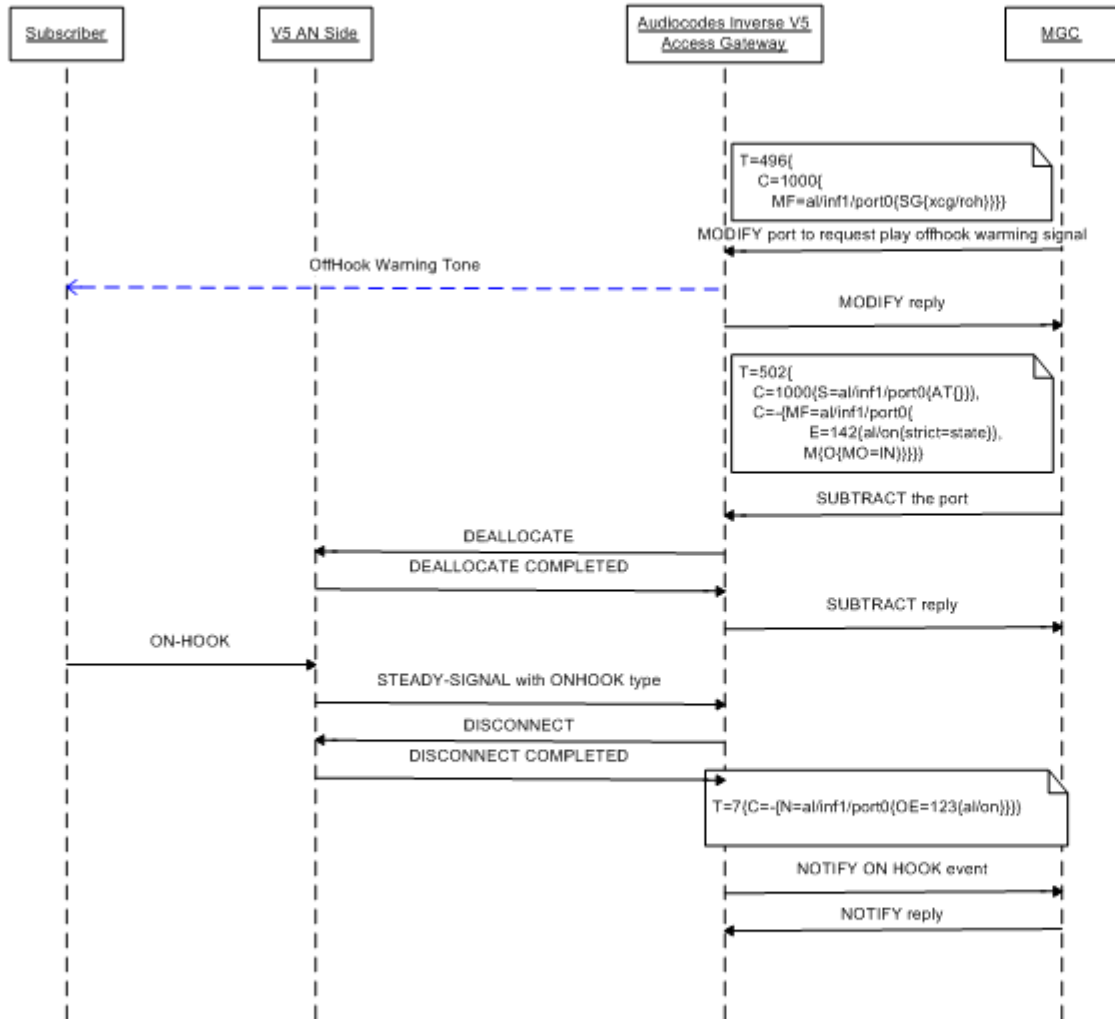 Subscriber
V5 AN Side
Audiocodes Inverse V5
Access Gateway
MGC
T=496{
C=1000{
MF=al/inf1/port0{SG{xcg/roh}}}}
MODIFY port to request play offhook warming signal
OffHook Warning Tone
MODIFY reply
T=502{
C=1000{S=al/inf1/port0{AT{}}},
C=-{MF=al/inf1/port0{
E=142{al/on{strict=state}},
M{O{MO=IN}}}}}
SUBTRACT the port
DEALLOCATE
DEALLOCATE COMPLETED
SUBTRACT reply
ON-HOOK
STEADY-SIGNAL with ONHOOK type
DISCONNECT
DISCONNECT COMPLETED
T=7{C=-{N=al/inf1/port0{OE=123{al/on}}}}
NOTIFY ON HOOK event
NOTIFY reply